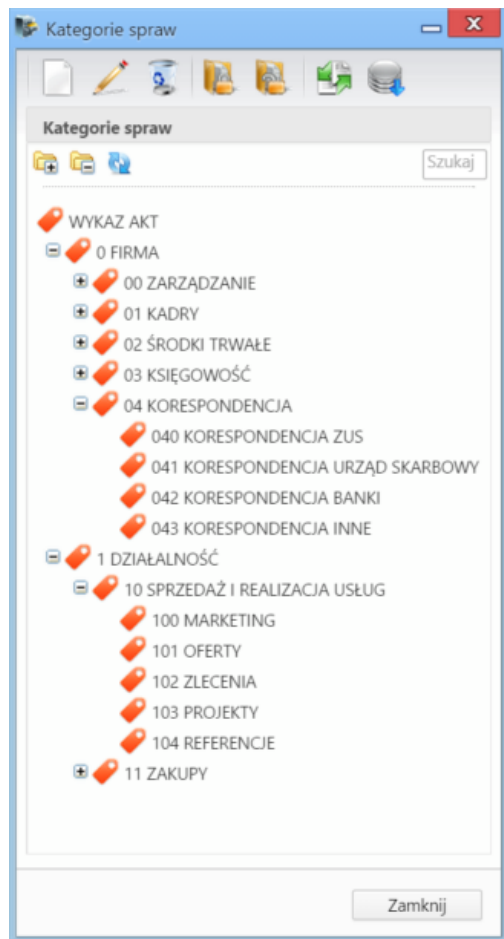 Kategorie spraw
Kategorie spraw
Szukaj
WYKAZ AKT
0 FIRMA
00 ZARZĄDZANIE
01 KADRY
02 ŚRODKI TRWAŁE
03 KSIĘGOWOŚĆ
04 KORESPONDENCJA
040 KORESPONDENCJA ZUS
041 KORESPONDENCJA URZĄD SKARBOWY
042 KORESPONDENCJA BANKI
043 KORESPONDENCJA INNE
1 DZIAŁALNOŚĆ
10 SPRZEDAŻ I REALIZACJA USŁUG
100 MARKETING
101 OFERTY
102 ZLECENIA
103 PROJEKTY
104 REFERENCJE
11 ZAKUPY
Zamknij